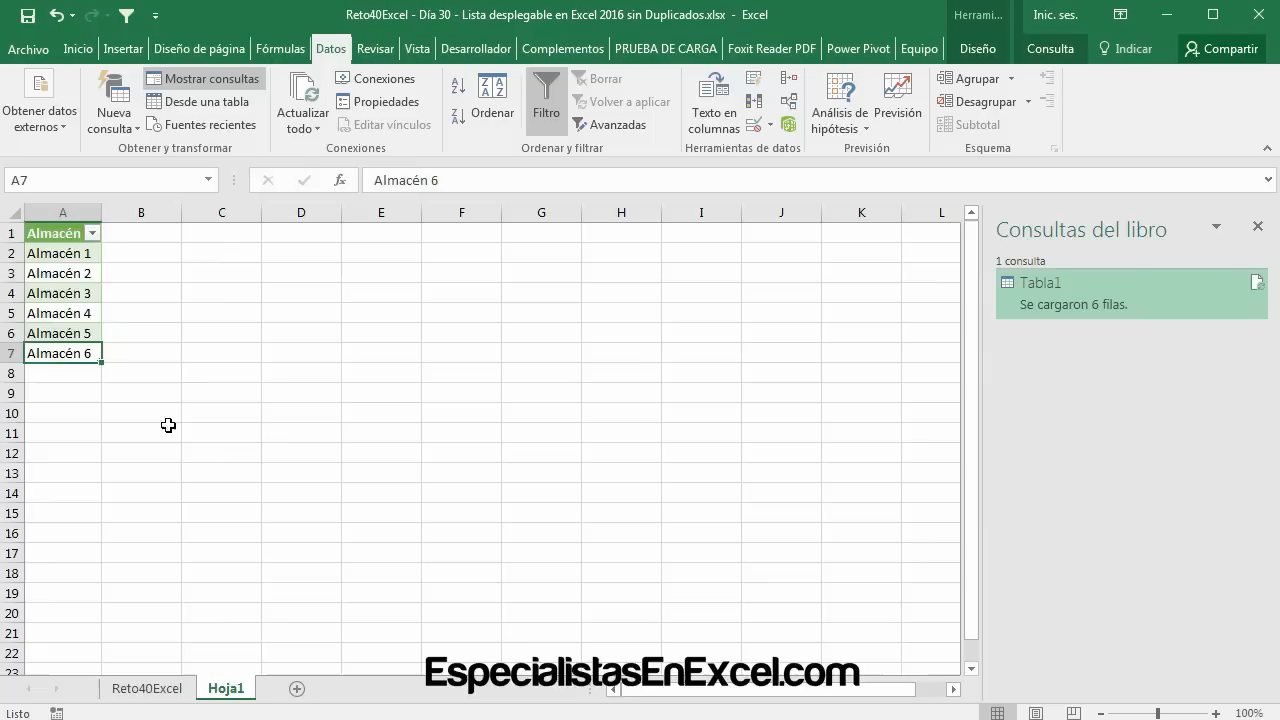 Reto40Excel - Día 30 - Lista desplegable en Excel 2016 sin Duplicados.xlsx - Excel
Herrami...
Inic. ses.
Archivo
Inicio
Insertar
Diseño de página
Fórmulas
Datos
Revisar
Vista
Desarrollador
Complementos
PRUEBA DE CARGA
Foxit Reader PDF
Power Pivot
Equipo
Diseño
Consulta
Indicar
Compartir
Obtener datos
externos
Nueva
consulta
Mostrar consultas
Desde una tabla
Fuentes recientes
Obtener y transformar
Actualizar
todo
Conexiones
Propiedades
Editar vínculos
Conexiones
Ordenar
Filtro
Borrar
Volver a aplicar
Avanzadas
Ordenar y filtrar
Texto en
columnas
Herramientas de datos
Análisis de
hipótesis
Previsión
Previsión
Agrupar
Desagrupar
Subtotal
Esquema
A7
fx
Almacén 6
A B C D E F G H I J K L
1 Almacén
2 Almacén 1
3 Almacén 2
4 Almacén 3
5 Almacén 4
6 Almacén 5
7 Almacén 6
8
9
10
11
12
13
14
15
16
17
18
19
20
21
22
23
Consultas del libro
1 consulta
Tabla1
Se cargaron 6 filas.
EspecialistasEnExcel.com
Reto40Excel
Hoja1
Listo
100%